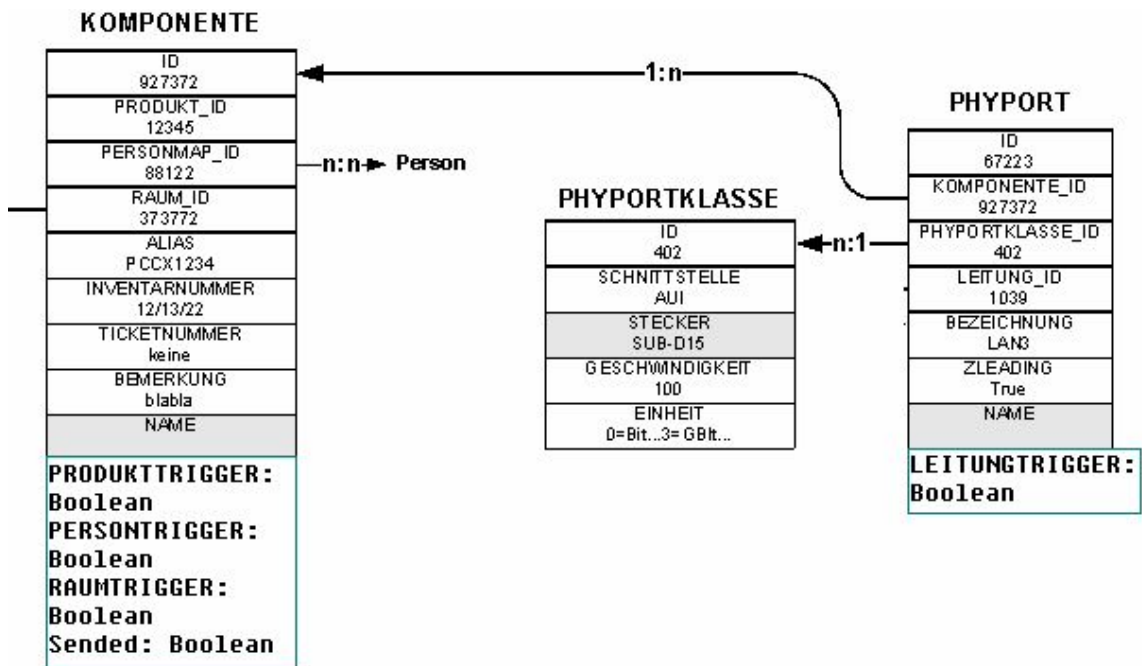 KOMPONENTE
ID
927372
PRODUKT_ID
12345
PERSONMAP_ID
88122
RAUM_ID
373772
ALIAS
PCCX1234
INVENTARNUMMER
12/13/22
TICKETNUMMER
keine
BEMERKUNG
blabla
NAME
PRODUKTTRIGGER:
Boolean
PERSONTRIGGER:
Boolean
RAUMTRIGGER:
Boolean
Sended: Boolean
1:n
n:n
Person
PHYPORTKLASSE
ID
402
SCHNITTSTELLE
AUI
STECKER
SUB-D15
GESCHWINDIGKEIT
100
EINHEIT
0=Bit...3=GBIt...
n:1
PHYPORT
ID
67223
KOMPONENTE_ID
927372
PHYPORTKLASSE_ID
402
LEITUNG_ID
1039
BEZEICHNUNG
LAN3
ZLEADING
True
NAME
LEITUNGTRIGGER:
Boolean